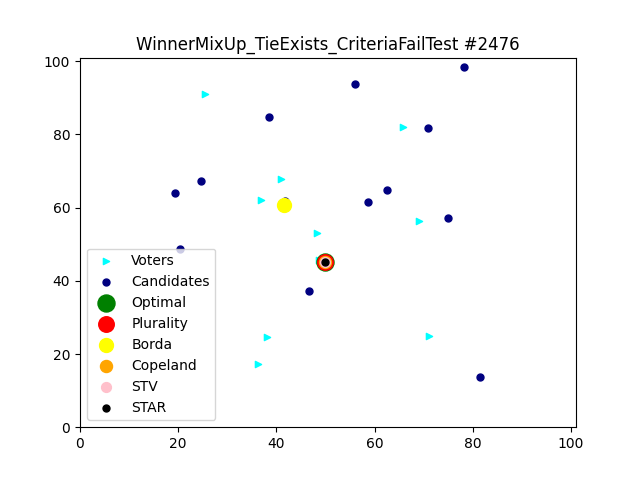 WinnerMixUp_TieExists_CriteriaFailTest #2476
100
80
60
40
20
0
Voters
Candidates
Optimal
Plurality
Borda
Copeland
STV
STAR
0
20
40
60
80
100